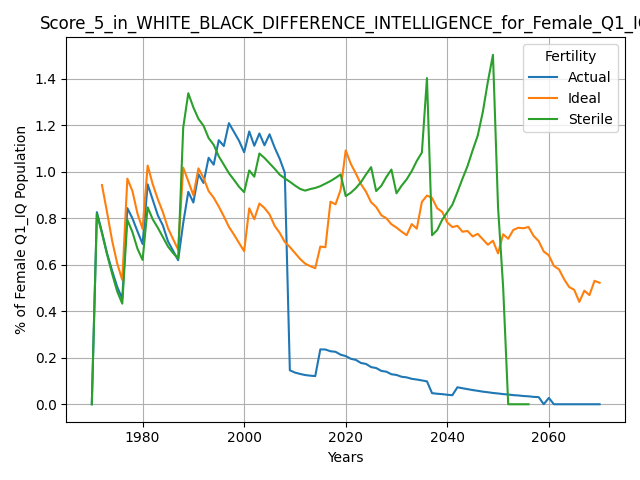 Score_5_in_WHITE_BLACK_DIFFERENCE_INTELLIGENCE_for_Female_Q1_IQ
Fertility
Actual
Ideal
Sterile
% of Female Q1_IQ Population
1.4
1.2
1.0
0.8
0.6
0.4
0.2
0.0
1980 2000 2020 2040 2060
Years